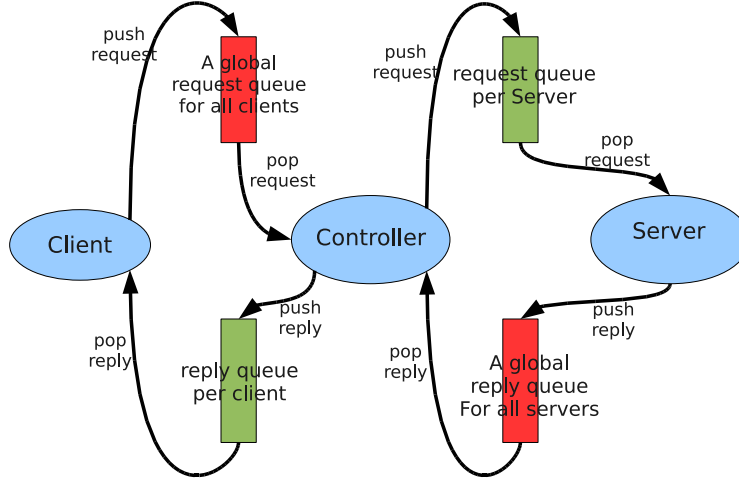 push
request
A global
request queue
for all clients
push
request
request queue
per Server
pop
request
pop
request
Client
Controller
Server
push
reply
push
reply
pop
reply
reply queue
per client
pop
reply
A global
reply queue
For all servers